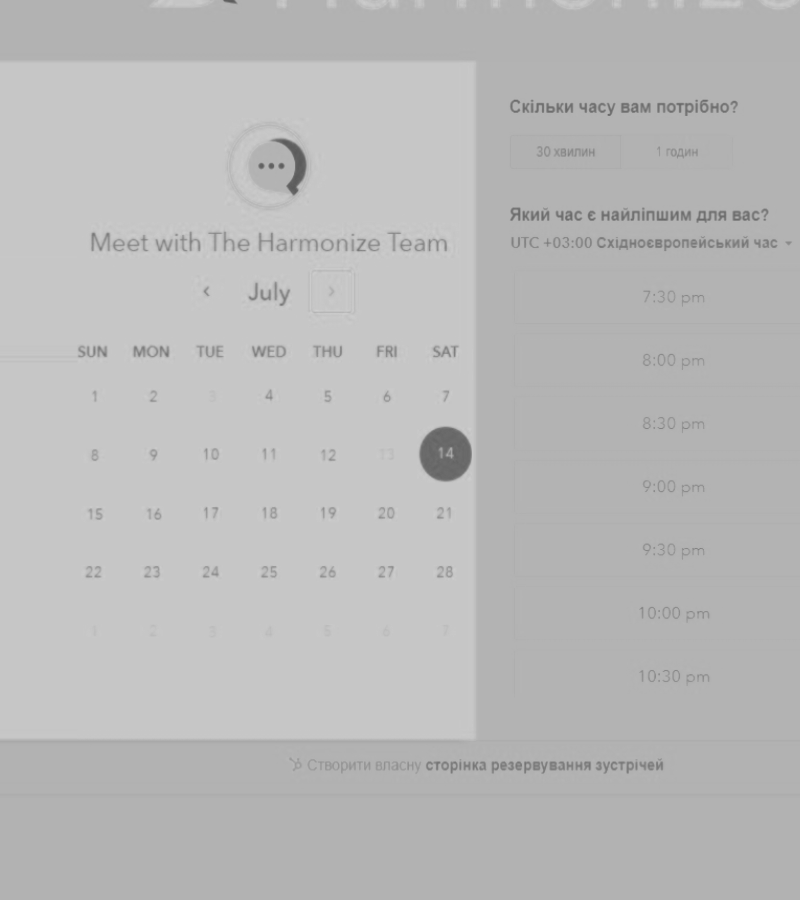 Meet with The Harmonize Team
‹ July ›
SUN MON TUE WED THU FRI SAT
1 2 3 4 5 6 7
8 9 10 11 12 13 14
15 16 17 18 19 20 21
22 23 24 25 26 27 28
1 2 3 4 5 6 7
Скільки часу вам потрібно?
30 хвилин 1 годин
Який час є найліпшим для вас?
UTC +03:00 Східноєвропейський час
7:30 pm
8:00 pm
8:30 pm
9:00 pm
9:30 pm
10:00 pm
10:30 pm
Створити власну сторінка резервування зустрічей